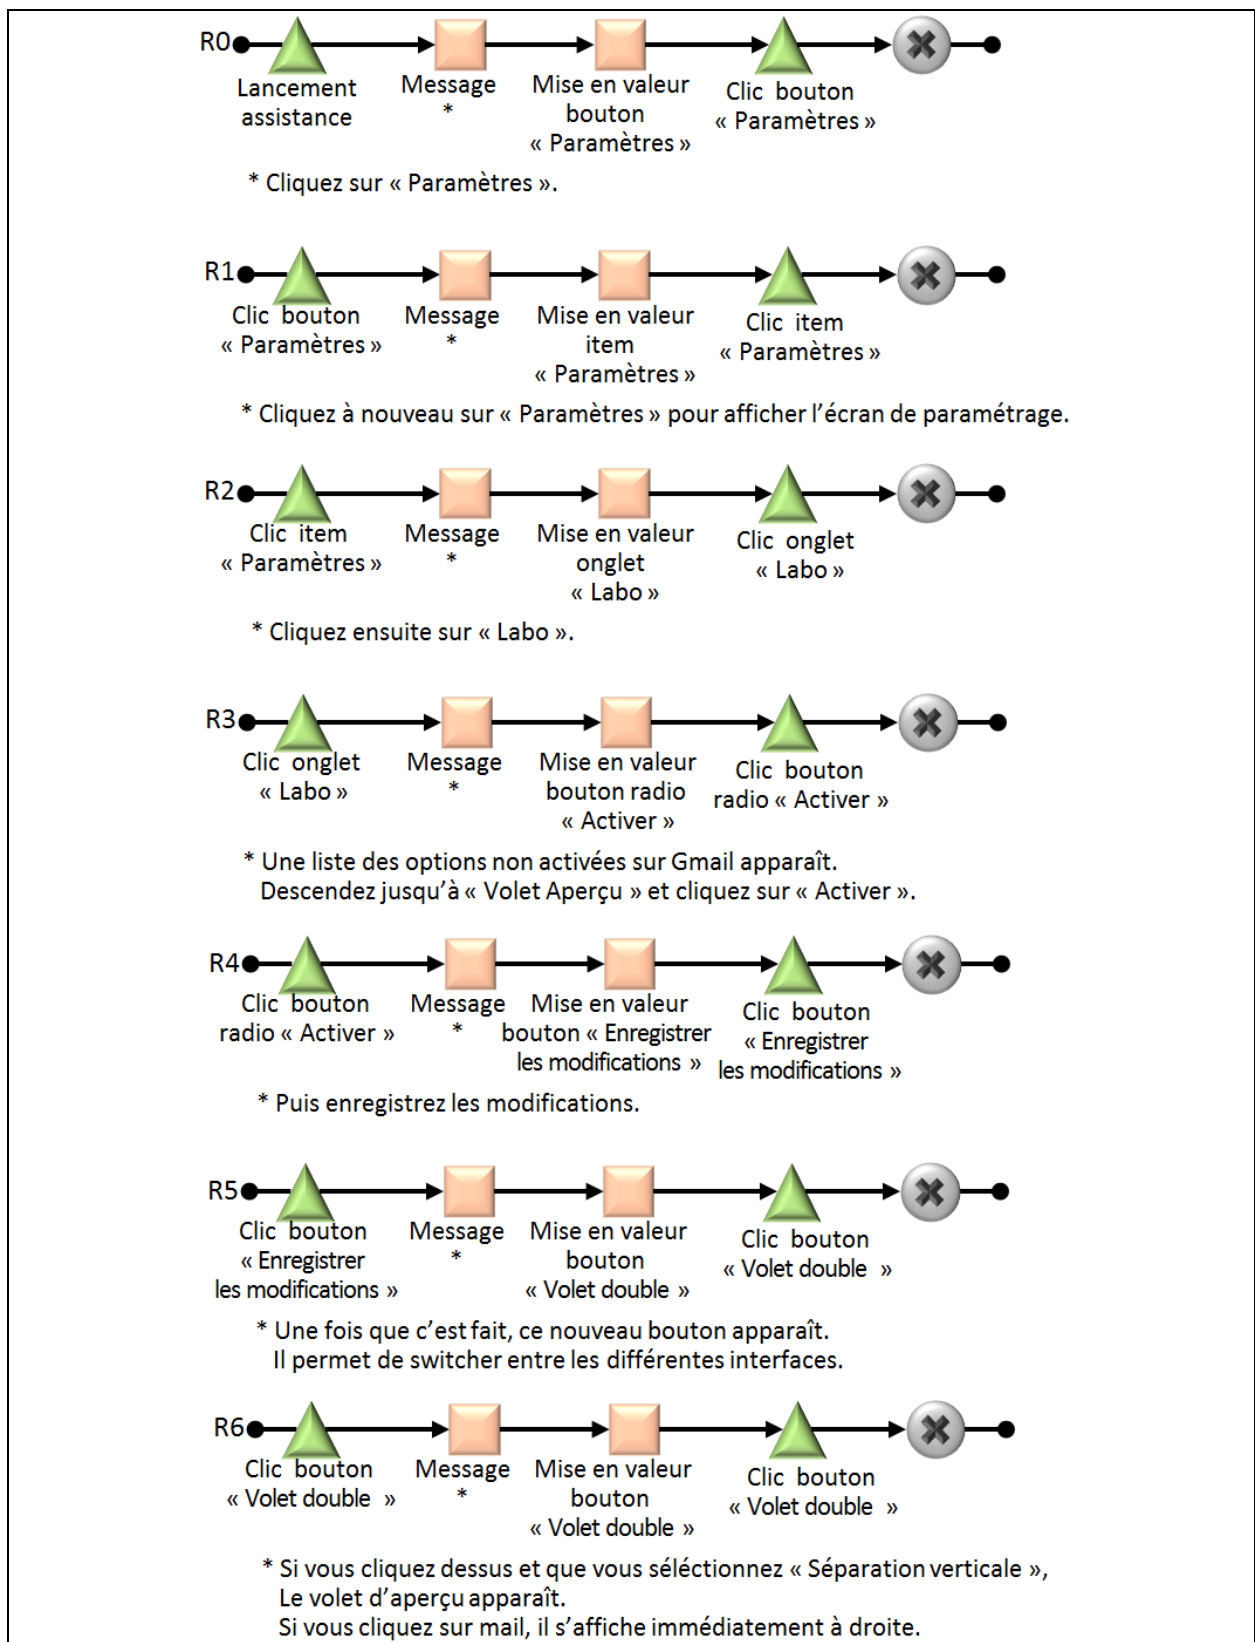 R0
Lancement
assistance
Message
*
Mise en valeur
bouton
« Paramètres »
Clic bouton
« Paramètres »
* Cliquez sur « Paramètres ».
R1
Clic bouton
« Paramètres »
Message
*
Mise en valeur
item
« Paramètres »
Clic item
« Paramètres »
* Cliquez à nouveau sur « Paramètres » pour afficher l’écran de paramétrage.
R2
Clic item
« Paramètres »
Message
*
Mise en valeur
onglet
« Labo »
Clic onglet
« Labo »
* Cliquez ensuite sur « Labo ».
R3
Clic onglet
« Labo »
Message
*
Mise en valeur
bouton radio
« Activer »
Clic bouton
radio « Activer »
* Une liste des options non activées sur Gmail apparaît.
Descendez jusqu’à « Volet Aperçu » et cliquez sur « Activer ».
R4
Clic bouton
radio « Activer »
Message
*
Mise en valeur
bouton « Enregistrer
les modifications »
Clic bouton
« Enregistrer
les modifications »
* Puis enregistrez les modifications.
R5
Clic bouton
« Enregistrer
les modifications »
Message
*
Mise en valeur
bouton
« Volet double »
Clic bouton
« Volet double »
* Une fois que c’est fait, ce nouveau bouton apparaît.
Il permet de switcher entre les différentes interfaces.
R6
Clic bouton
« Volet double »
Message
*
Mise en valeur
bouton
« Volet double »
Clic bouton
« Volet double »
* Si vous cliquez dessus et que vous séléctionnez « Séparation verticale »,
Le volet d’aperçu apparaît.
Si vous cliquez sur mail, il s’affiche immédiatement à droite.